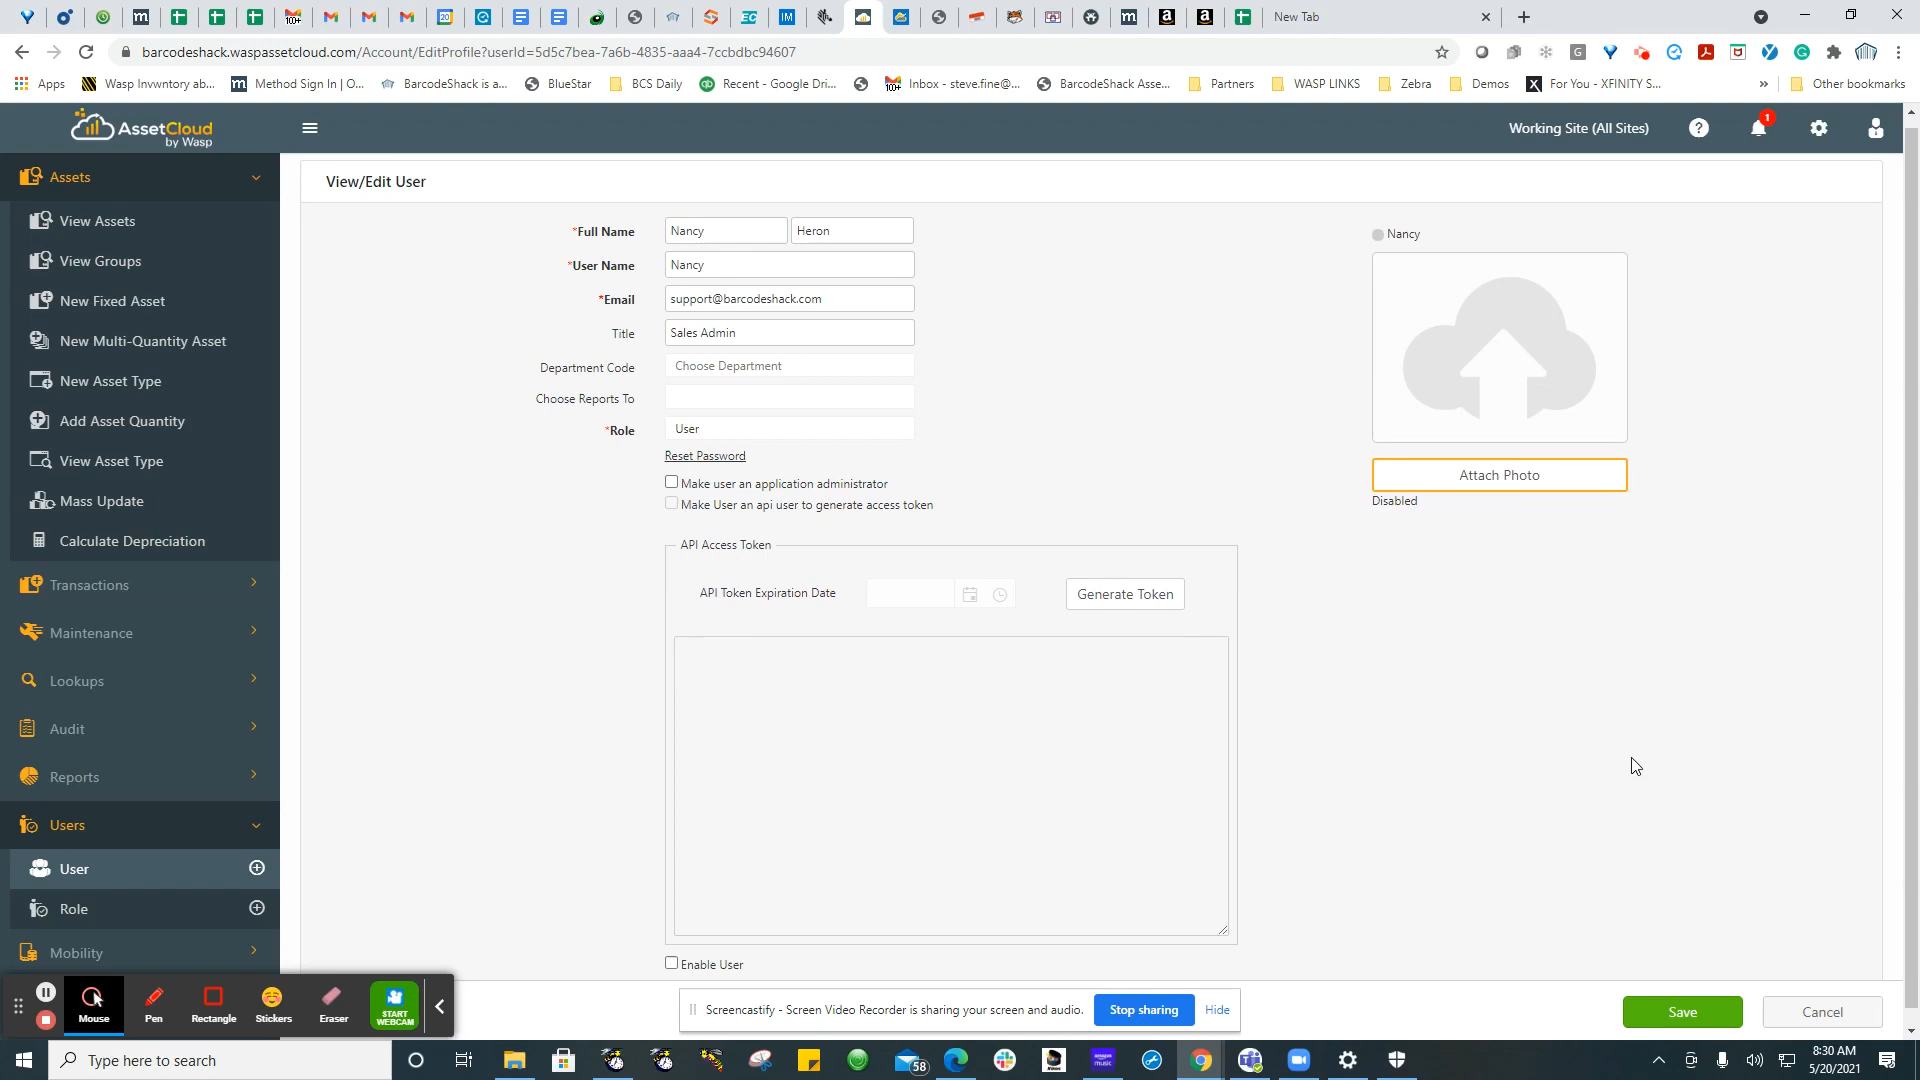 100+
20
EC
IM
m
a
a
New Tab
barcodeshack.waspassetcloud.com/Account/EditProfile?userId=5d5c7bea-7a6b-4835-aaa4-7ccbdbc94607
Apps
Wasp Invwntory ab...
Method Sign In | O...
BarcodeShack is a...
BlueStar
BCS Daily
Recent - Google Dri...
Inbox - steve.fine@...
BarcodeShack Asse...
Partners
WASP LINKS
Zebra
Demos
For You - XFINITY S...
»
Other bookmarks
AssetCloud
by Wasp
Working Site (All Sites)
1
Assets
View Assets
View Groups
New Fixed Asset
New Multi-Quantity Asset
New Asset Type
Add Asset Quantity
View Asset Type
Mass Update
Calculate Depreciation
Transactions
Maintenance
Lookups
Audit
Reports
Users
User
Role
Mobility
View/Edit User
*Full Name Nancy Heron
*User Name Nancy
*Email support@barcodeshack.com
Title Sales Admin
Department Code Choose Department
Choose Reports To
*Role User
Reset Password
Make user an application administrator
Make User an api user to generate access token
API Access Token
API Token Expiration Date
Generate Token
Enable User
Nancy
Attach Photo
Disabled
Save
Cancel
Mouse
Pen
Rectangle
Stickers
Eraser
START
WEBCAM
Screencastify - Screen Video Recorder is sharing your screen and audio.
Stop sharing
Hide
Type here to search
58
8:30 AM
5/20/2021